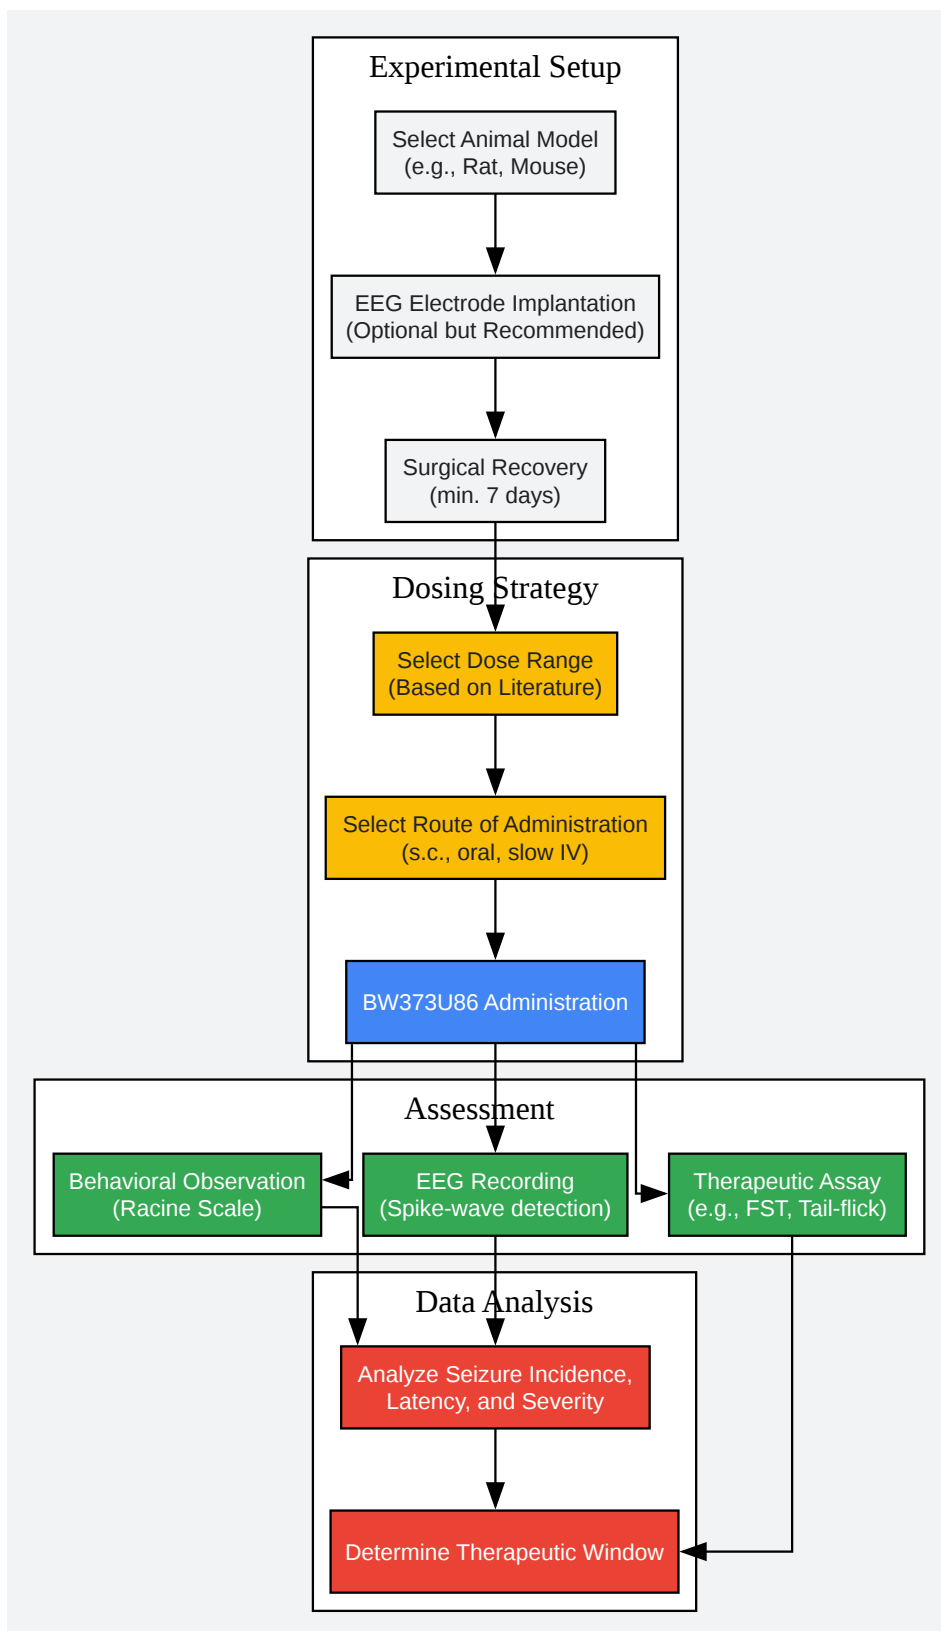 Experimental Setup
Select Animal Model
(e.g., Rat, Mouse)
EEG Electrode Implantation
(Optional but Recommended)
Surgical Recovery
(min. 7 days)
Dosing Strategy
Select Dose Range
(Based on Literature)
Select Route of Administration
(s.c., oral, slow IV)
BW373U86 Administration
Assessment
Behavioral Observation
(Racine Scale)
EEG Recording
(Spike-wave detection)
Therapeutic Assay
(e.g., FST, Tail-flick)
Data Analysis
Analyze Seizure Incidence,
Latency, and Severity
Determine Therapeutic Window